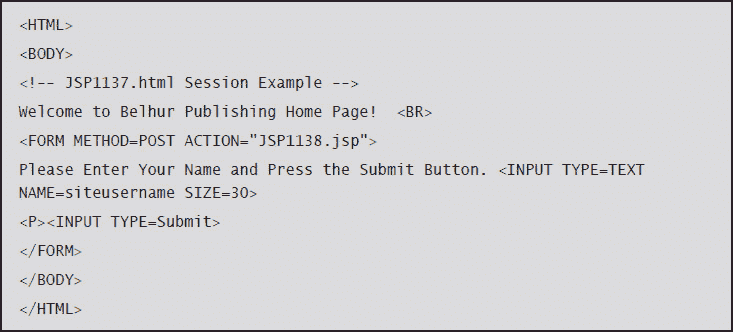 <HTML>
<BODY>
<!-- JSP1137.html Session Example -->
Welcome to Belhur Publishing Home Page!  <BR>
<FORM METHOD=POST ACTION="JSP1138.jsp">
Please Enter Your Name and Press the Submit Button. <INPUT TYPE=TEXT
NAME=siteusername SIZE=30>
<P><INPUT TYPE=Submit>
</FORM>
</BODY>
</HTML>